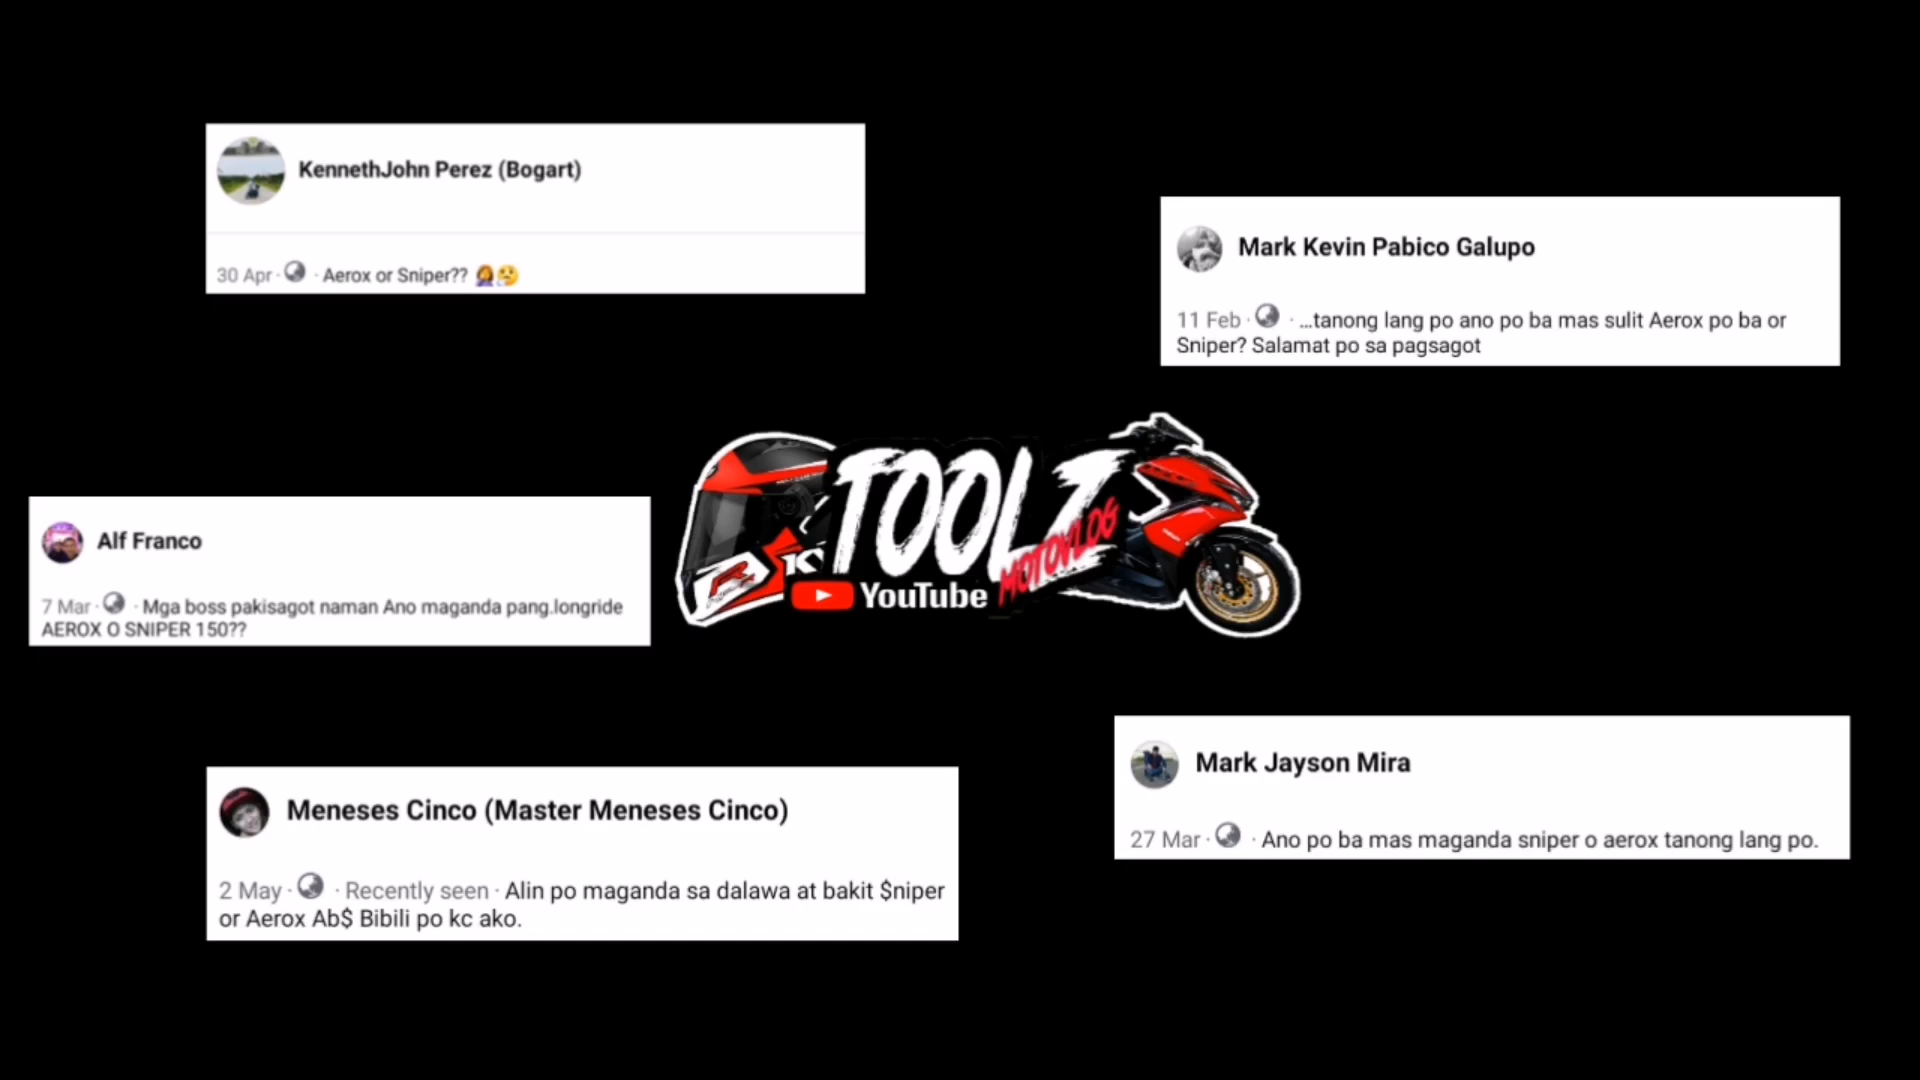 KennethJohn Perez (Bogart)
30 Apr · · Aerox or Sniper?? 🤦‍♀️🤔
Mark Kevin Pabico Galupo
11 Feb · · ...tanong lang po ano po ba mas sulit Aerox po ba or
Sniper? Salamat po sa pagsagot
TOOLZ
MOTOVLOG
YouTube
Alf Franco
7 Mar · · Mga boss pakisagot naman Ano maganda pang.longride
AEROX O SNIPER 150??
Mark Jayson Mira
27 Mar · · Ano po ba mas maganda sniper o aerox tanong lang po.
Meneses Cinco (Master Meneses Cinco)
2 May · · Recently seen · Alin po maganda sa dalawa at bakit $niper
or Aerox Ab$ Bibili po kc ako.